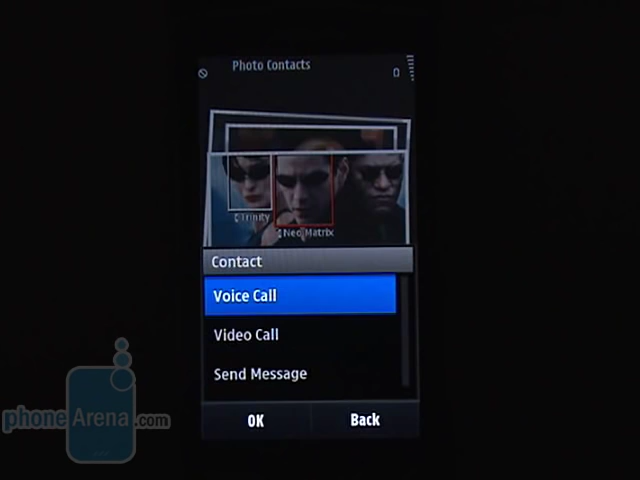 Photo Contacts
Trinity
Neo Matrix
Contact
Voice Call
Video Call
Send Message
OK
Back
phoneArena.com